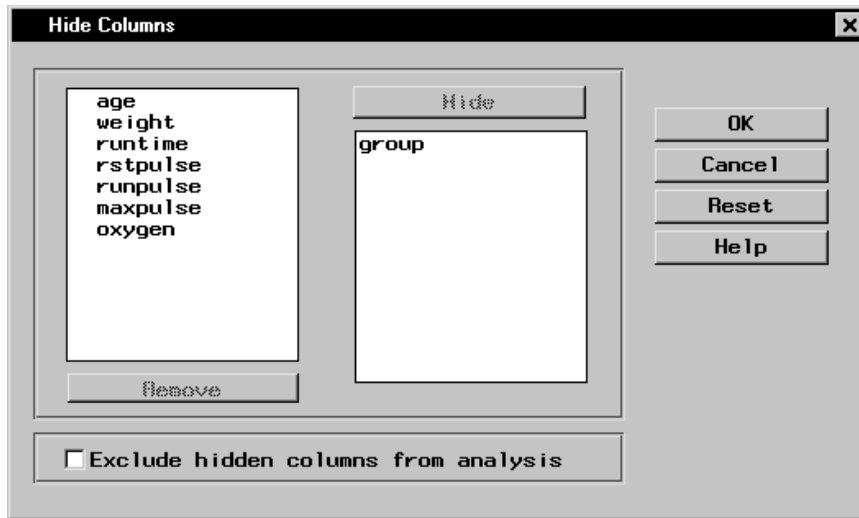 Hide Columns
age
weight
runtime
rstpulse
runpulse
maxpulse
oxygen
Remove
Hide
group
OK
Cancel
Reset
Help
Exclude hidden columns from analysis